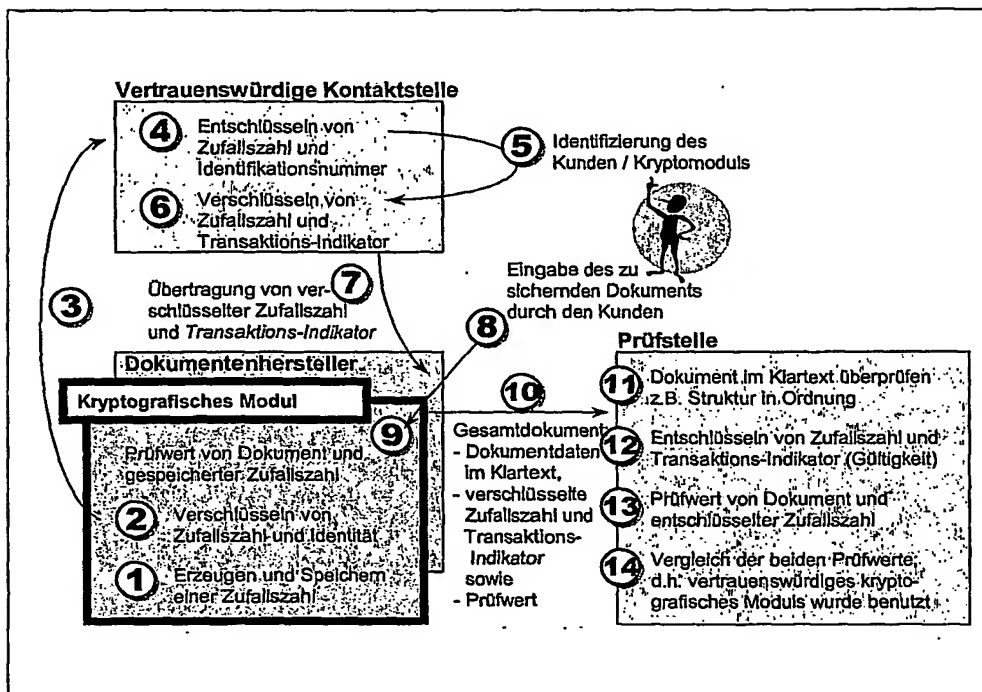 Vertrauenswürdige Kontaktstelle
4 Entschlüsseln von
Zufallszahl und
Identifikationsnummer
5 Identifizierung des
Kunden / Kryptomoduls
6 Verschlüsseln von
Zufallszahl und
Transaktions-Indikator
3
7
Übertragung von ver-
schlüsselter Zufallszahl
und Transaktions-Indikator
Eingabe des zu
sichernden Dokuments
durch den Kunden
8
Dokumentenhersteller
Kryptografisches Modul
9
Prüfwert von Dokument und
gespeicherter Zufallszahl
2 Verschlüsseln von
Zufallszahl und Identität
1 Erzeugen und Speichern
einer Zufallszahl
10
Gesamtdokument:
- Dokumentdaten
im Klartext,
- verschlüsselte
Zufallszahl und
Transaktions-
Indikator
sowie
- Prüfwert
Prüfstelle
11 Dokument im Klartext überprüfen
z.B. Struktur in Ordnung
12 Entschlüsseln von Zufallszahl und
Transaktions-Indikator (Gültigkeit)
13 Prüfwert von Dokument und
entschlüsselter Zufallszahl
14 Vergleich der beiden Prüfwerte,
d.h. vertrauenswürdiges krypto-
grafisches Moduls wurde benutzt